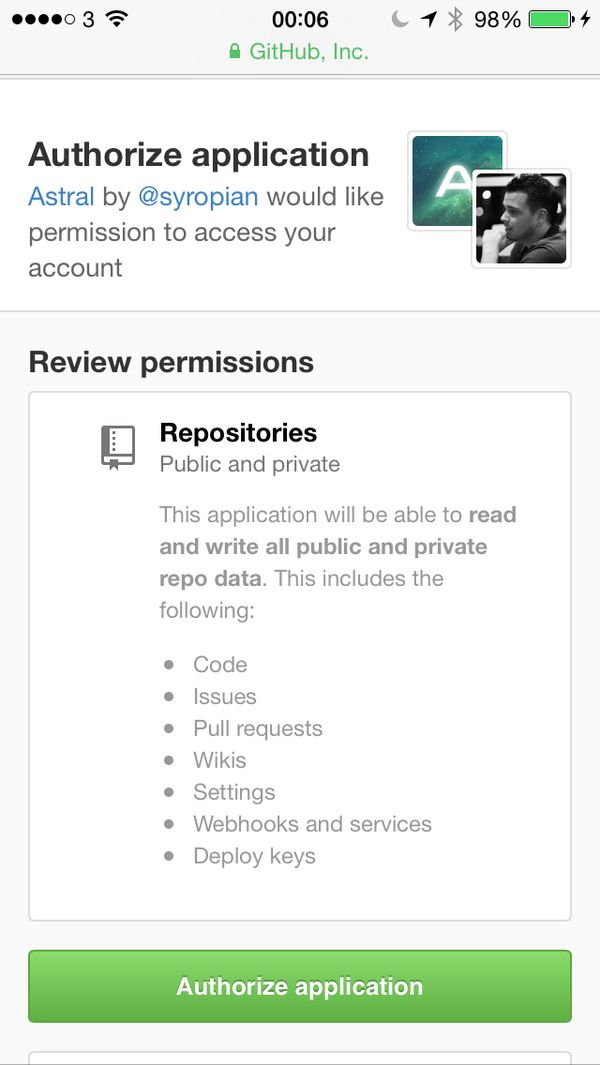 3 00:06 98%
GitHub, Inc.
Authorize application
Astral by @syropian would like
permission to access your
account
A
Review permissions
Repositories
Public and private
This application will be able to read
and write all public and private
repo data. This includes the
following:
Code
Issues
Pull requests
Wikis
Settings
Webhooks and services
Deploy keys
Authorize application